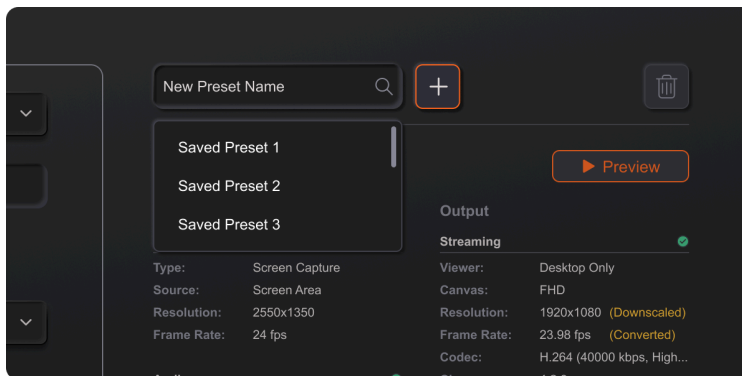 New Preset Name
Saved Preset 1
Saved Preset 2
Saved Preset 3
Preview
Output
Streaming
Type: Screen Capture
Source: Screen Area
Resolution: 2550x1350
Frame Rate: 24 fps
Viewer: Desktop Only
Canvas: FHD
Resolution: 1920x1080 (Downscaled)
Frame Rate: 23.98 fps (Converted)
Codec: H.264 (40000 kbps, High...